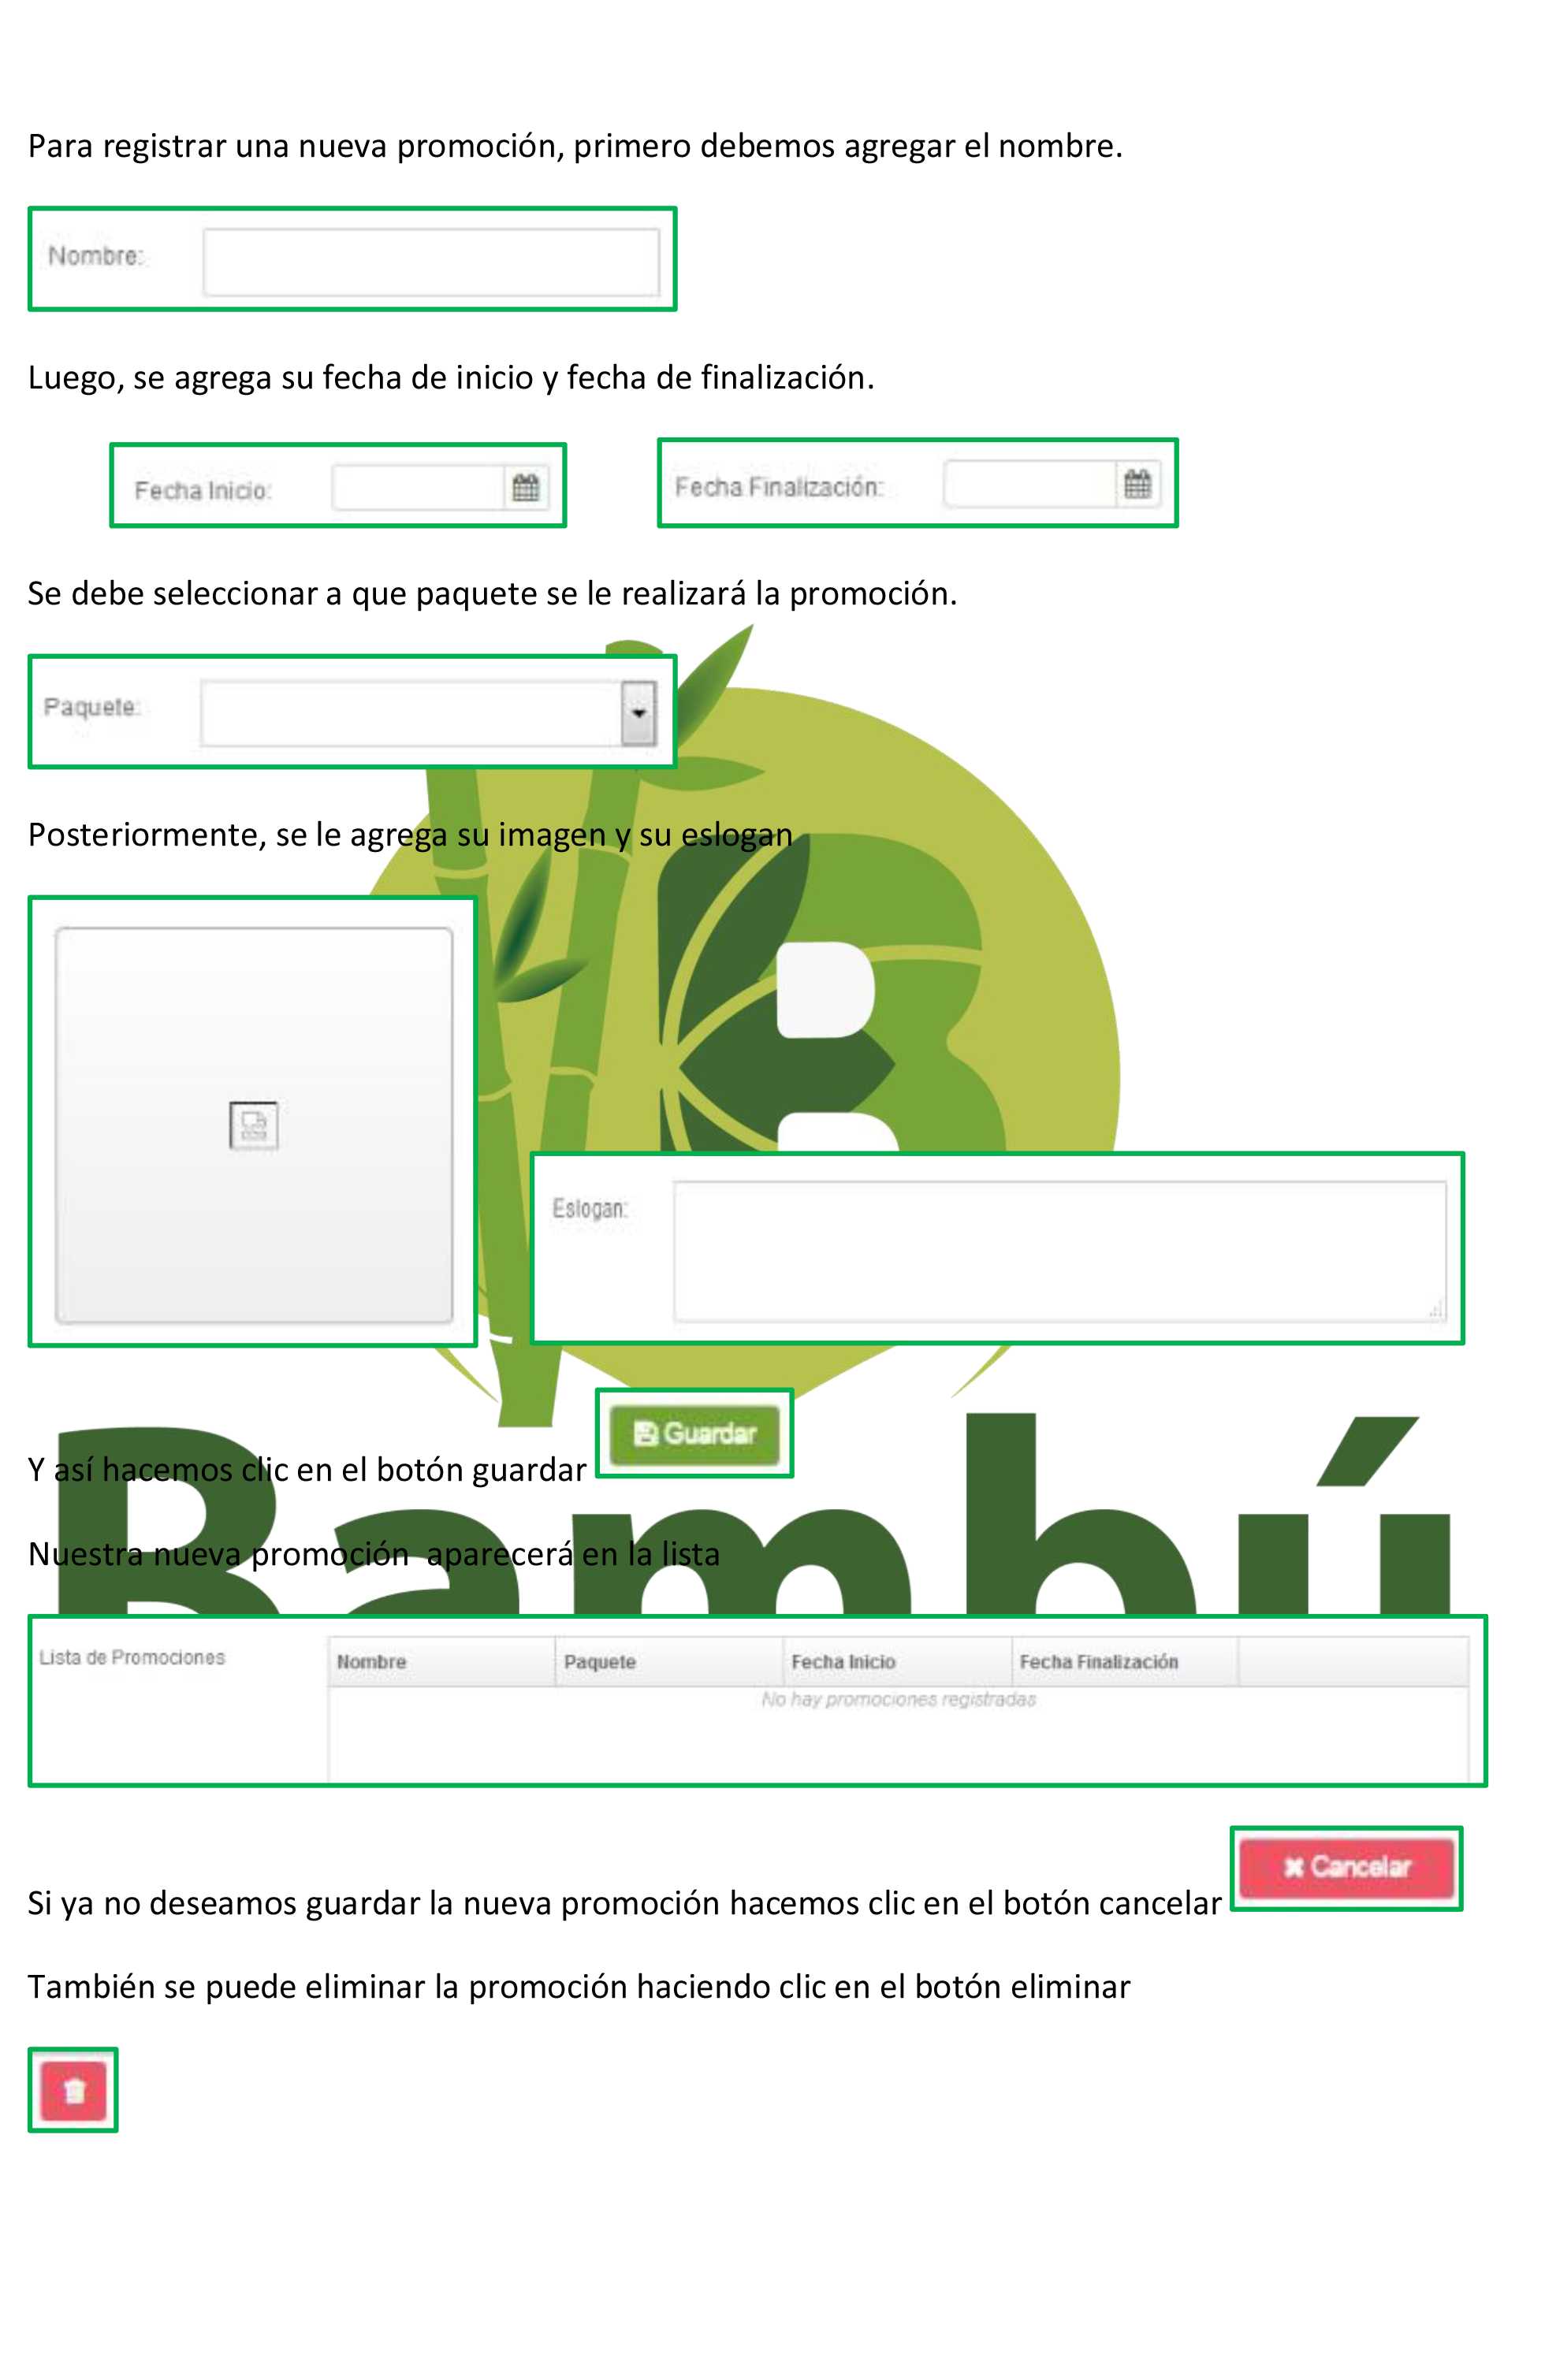 Para registrar una nueva promoción, primero debemos agregar el nombre.
Nombre:
Luego, se agrega su fecha de inicio y fecha de finalización.
Fecha Inicio:
Fecha Finalización:
Se debe seleccionar a que paquete se le realizará la promoción.
Paquete:
Posteriormente, se le agrega su imagen y su eslogan
Eslogan:
Guardar
Y así hacemos clic en el botón guardar
Bambú
Nuestra nueva promoción  aparecerá en la lista
Lista de Promociones Nombre Paquete Fecha Inicio Fecha Finalización
No hay promociones registradas
Cancelar
Si ya no deseamos guardar la nueva promoción hacemos clic en el botón cancelar
También se puede eliminar la promoción haciendo clic en el botón eliminar